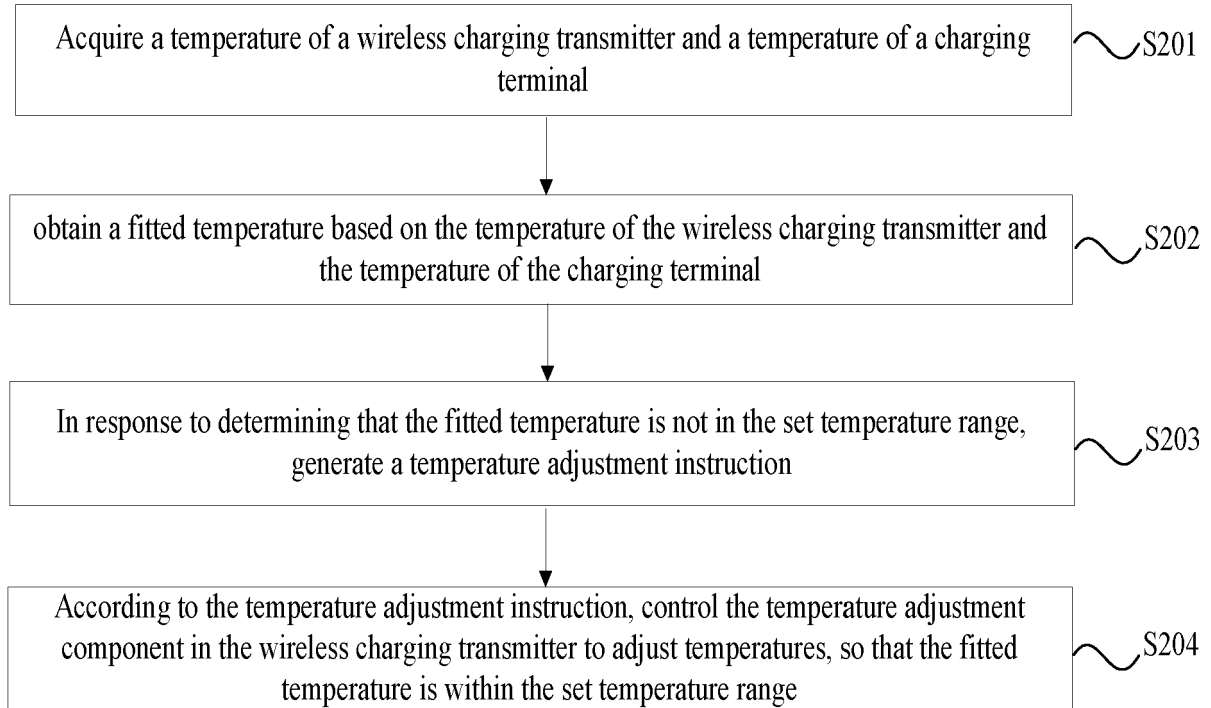 Acquire a temperature of a wireless charging transmitter and a temperature of a charging
terminal
S201
obtain a fitted temperature based on the temperature of the wireless charging transmitter and
the temperature of the charging terminal
S202
In response to determining that the fitted temperature is not in the set temperature range,
generate a temperature adjustment instruction
S203
According to the temperature adjustment instruction, control the temperature adjustment
component in the wireless charging transmitter to adjust temperatures, so that the fitted
temperature is within the set temperature range
S204